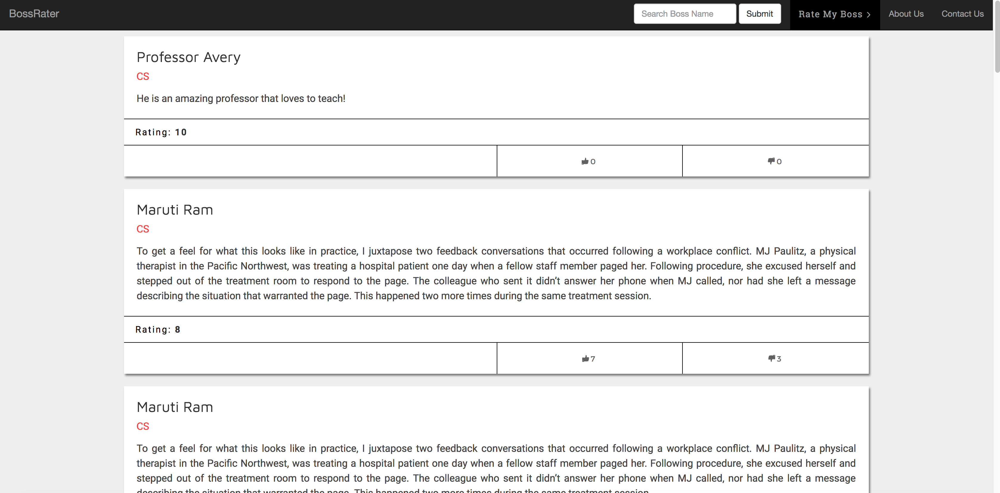 BossRater
Search Boss Name
Submit
Rate My Boss >
About Us
Contact Us
Professor Avery
CS
He is an amazing professor that loves to teach!
Rating: 10
0
0
Maruti Ram
CS
To get a feel for what this looks like in practice, I juxtapose two feedback conversations that occurred following a workplace conflict. MJ Paulitz, a physical
therapist in the Pacific Northwest, was treating a hospital patient one day when a fellow staff member paged her. Following procedure, she excused herself and
stepped out of the treatment room to respond to the page. The colleague who sent it didn’t answer her phone when MJ called, nor had she left a message
describing the situation that warranted the page. This happened two more times during the same treatment session.
Rating: 8
7
3
Maruti Ram
CS
To get a feel for what this looks like in practice, I juxtapose two feedback conversations that occurred following a workplace conflict. MJ Paulitz, a physical
therapist in the Pacific Northwest, was treating a hospital patient one day when a fellow staff member paged her. Following procedure, she excused herself and
stepped out of the treatment room to respond to the page. The colleague who sent it didn’t answer her phone when MJ called, nor had she left a message
describing the situation that warranted the page. This happened two more times during the same treatment session.